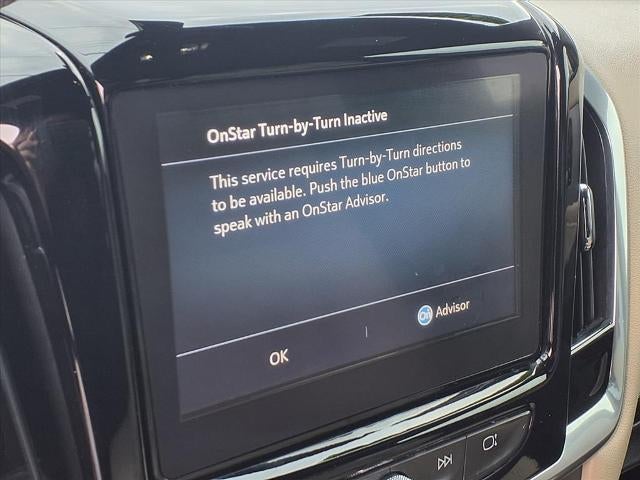 OnStar Turn-by-Turn Inactive
This service requires Turn-by-Turn directions
to be available. Push the blue OnStar button to
speak with an OnStar Advisor.
OK
On Advisor